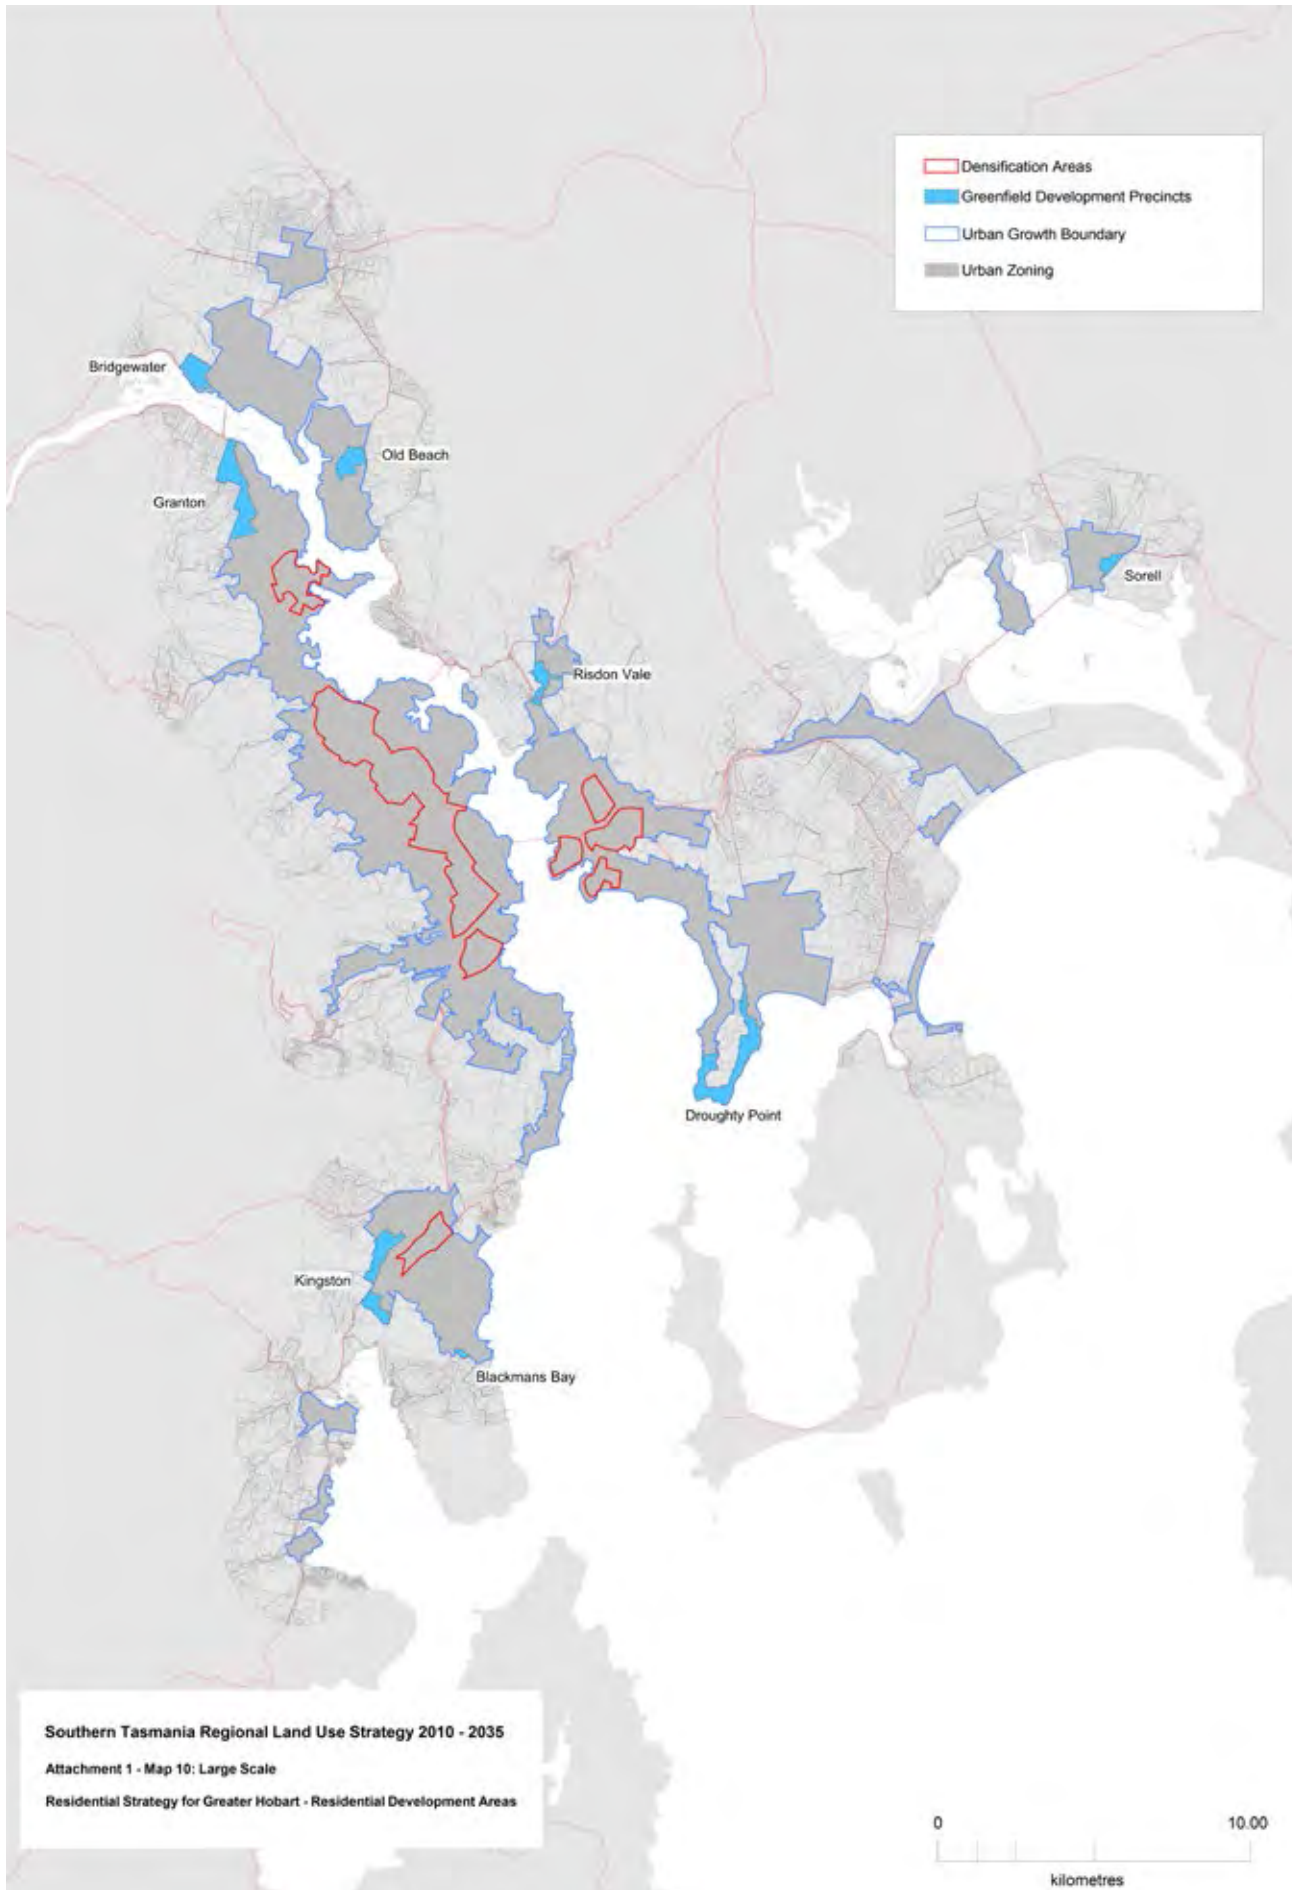 Densification Areas
Greenfield Development Precincts
Urban Growth Boundary
Urban Zoning
Bridgewater
Old Beach
Granton
Sorell
Risdon Vale
Droughty Point
Kingston
Blackmans Bay
Southern Tasmania Regional Land Use Strategy 2010 - 2035
Attachment 1 - Map 10: Large Scale
Residential Strategy for Greater Hobart - Residential Development Areas
0 10.00
kilometres